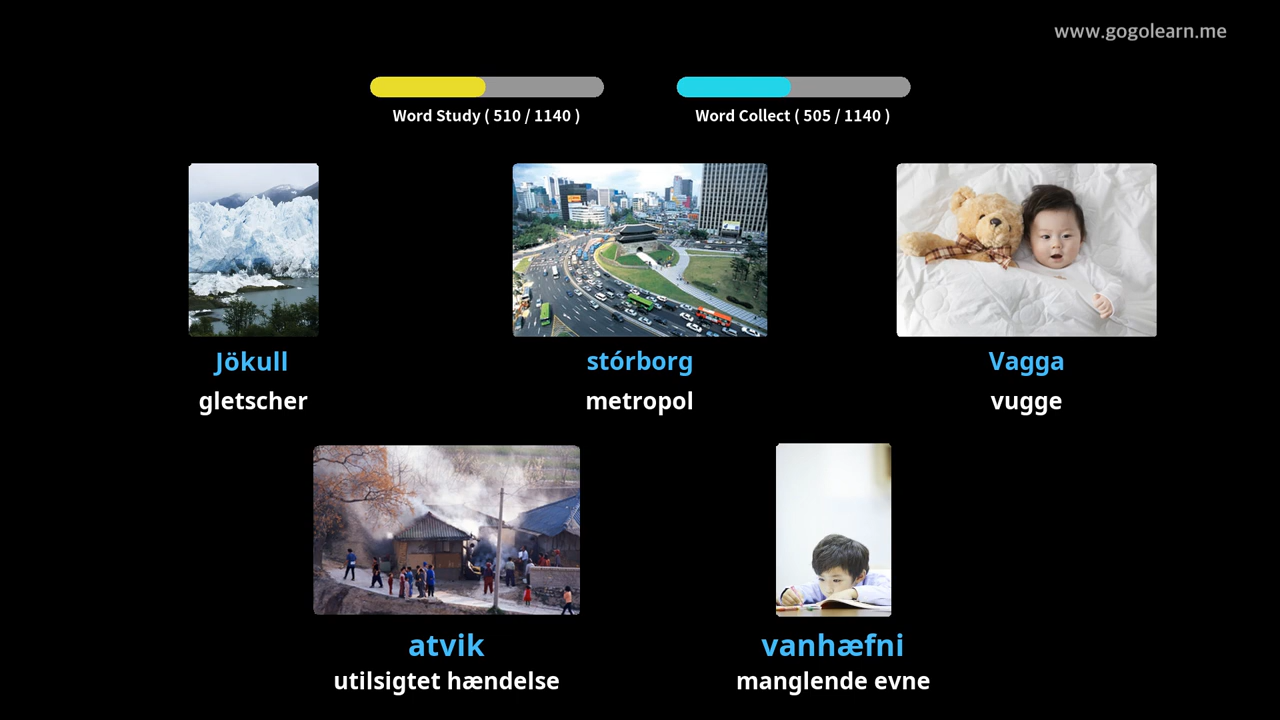 www.gogolearn.me
Word Study ( 510 / 1140 )
Word Collect ( 505 / 1140 )
Jökull
gletscher
stórborg
metropol
Vagga
vugge
atvik
utilsigtet hændelse
vanhæfni
manglende evne